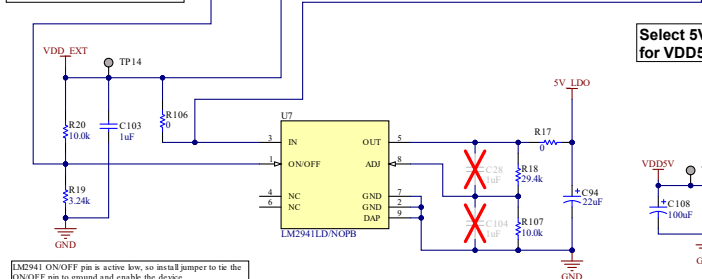 Select 5V
for VDD5
VDD_EXT
TP14
R20
10.0k
C103
1uF
R106
0
R19
3.24k
GND
U7
3
IN
OUT
5
1
ON/OFF
ADJ
8
4
NC
GND
7
6
NC
GND
2
DAP
9
LM2941LD/NOPB
5V_LDO
R17
0
C28
1uF
R18
29.4k
C104
1uF
R107
10.0k
+
C94
22uF
GND
VDD5V
+
C108
100uF
G
LM2941 ON/OFF pin is active low, so install jumper to tie the
ON/OFF pin to ground and enable the device